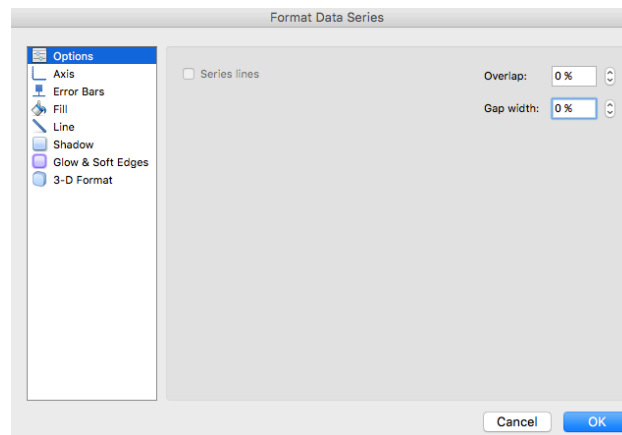 Format Data Series
Options
Axis
Error Bars
Fill
Line
Shadow
Glow & Soft Edges
3-D Format
Series lines
Overlap: 0 %
Gap width: 0 %
Cancel OK